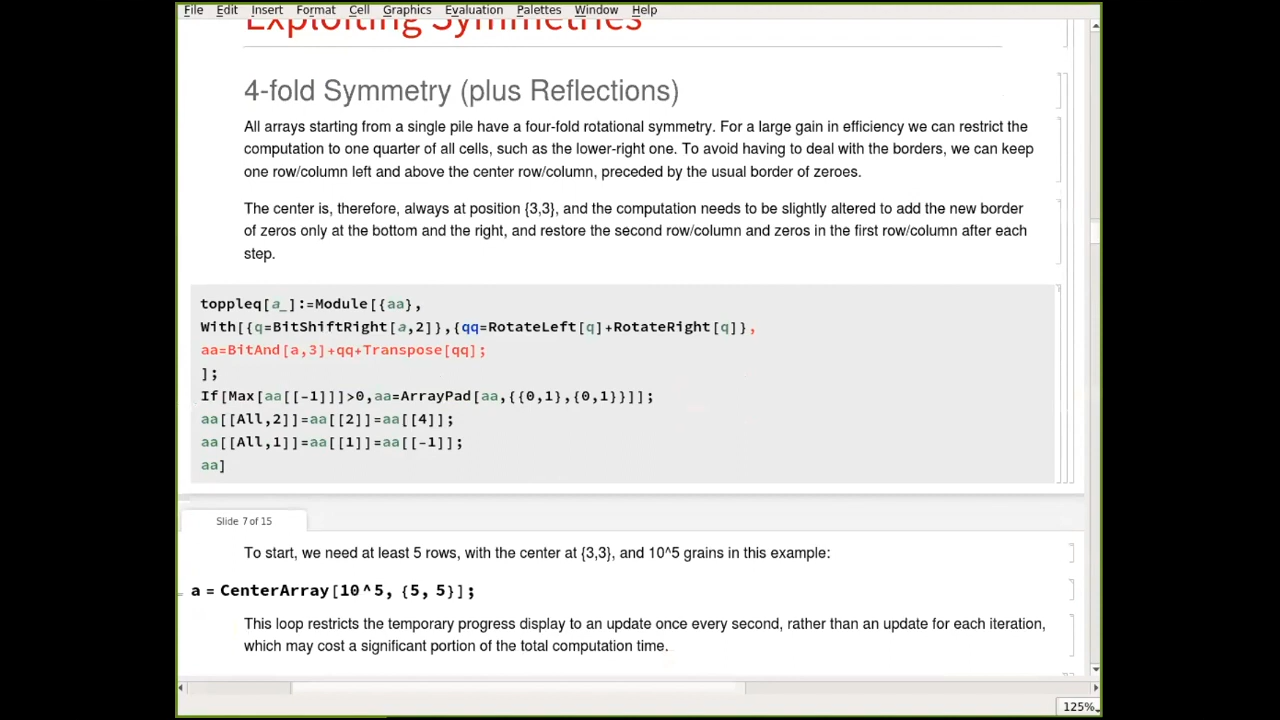 File Edit Insert Format Cell Graphics Evaluation Palettes Window Help
Exploiting Symmetries
4-fold Symmetry (plus Reflections)
All arrays starting from a single pile have a four-fold rotational symmetry. For a large gain in efficiency we can restrict the
computation to one quarter of all cells, such as the lower-right one. To avoid having to deal with the borders, we can keep
one row/column left and above the center row/column, preceded by the usual border of zeroes.
The center is, therefore, always at position {3,3}, and the computation needs to be slightly altered to add the new border
of zeros only at the bottom and the right, and restore the second row/column and zeros in the first row/column after each
step.
toppleq[a_]:=Module[{aa},
With[{q=BitShiftRight[a,2]},{qq=RotateLeft[q]+RotateRight[q]},
aa=BitAnd[a,3]+qq+Transpose[qq];
];
If[Max[aa[[-1]]]>0,aa=ArrayPad[aa,{{0,1},{0,1}}]];
aa[[All,2]]=aa[[2]]=aa[[4]];
aa[[All,1]]=aa[[1]]=aa[[-1]];
aa]
Slide 7 of 15
To start, we need at least 5 rows, with the center at {3,3}, and 10^5 grains in this example:
a = CenterArray[10^5, {5, 5}];
This loop restricts the temporary progress display to an update once every second, rather than an update for each iteration,
which may cost a significant portion of the total computation time.
125%